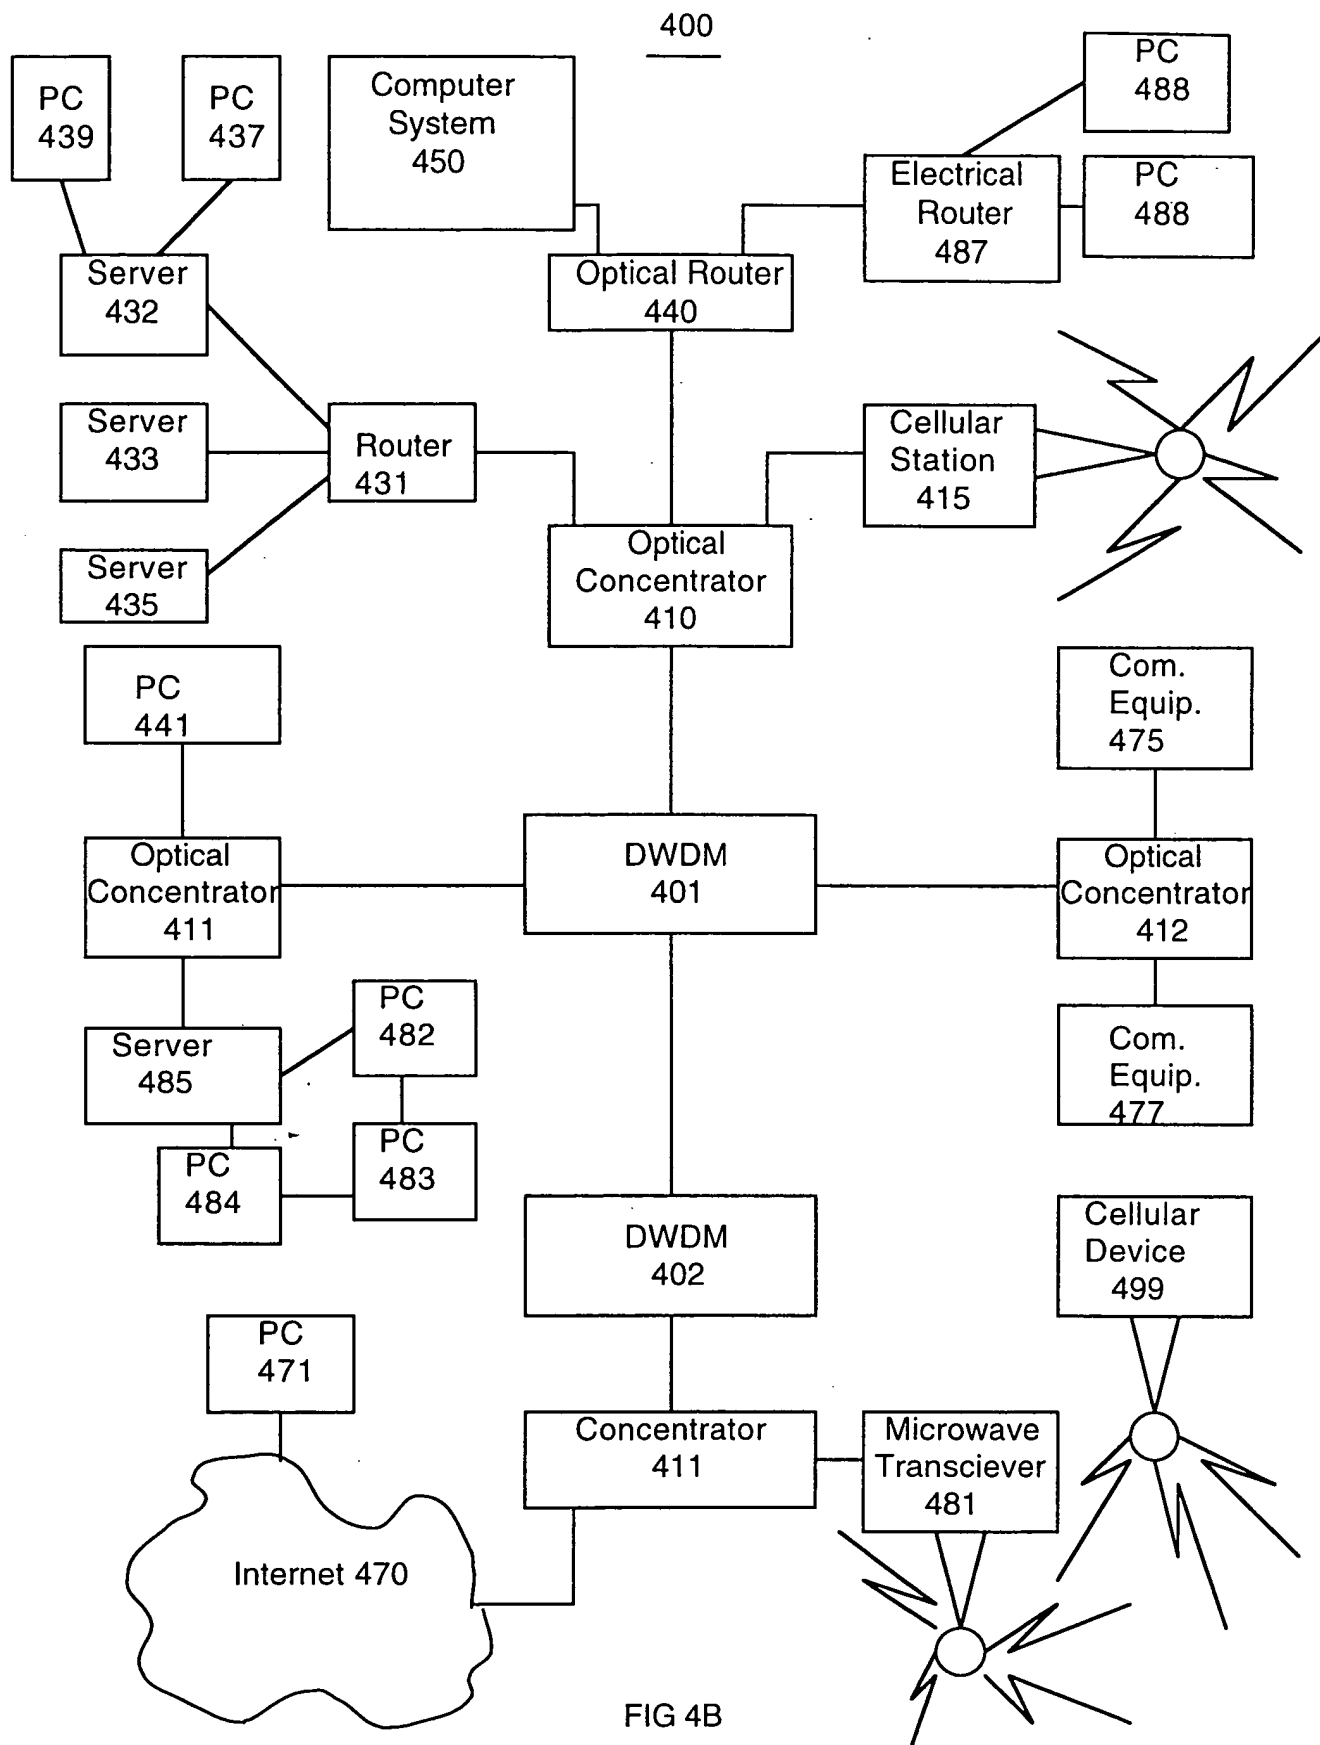 400
PC
439
PC
437
Computer
System
450
PC
488
Electrical
Router
487
PC
488
Server
432
Optical Router
440
Server
433
Router
431
Cellular
Station
415
Server
435
Optical
Concentrator
410
PC
441
Com.
Equip.
475
Optical
Concentrator
411
DWDM
401
Optical
Concentrator
412
Server
485
PC
482
Com.
Equip.
477
PC
484
PC
483
DWDM
402
Cellular
Device
499
PC
471
Concentrator
411
Microwave
Transciever
481
Internet 470
FIG 4B